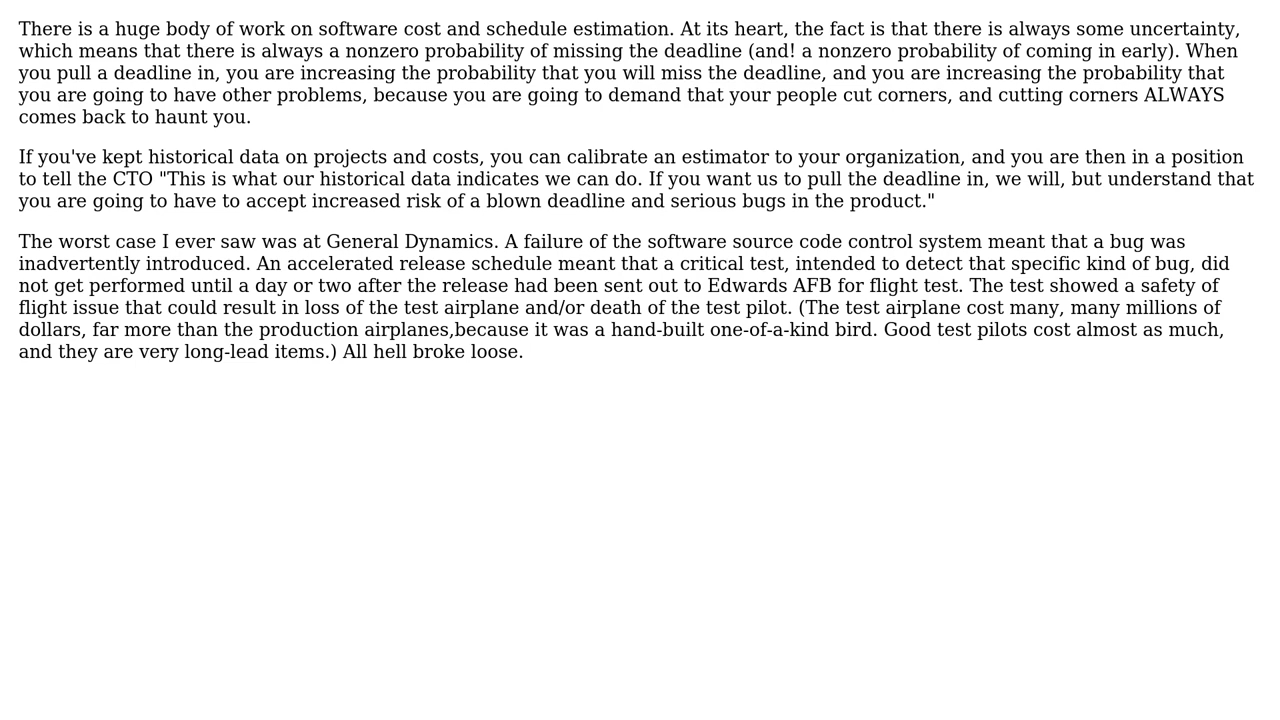 There is a huge body of work on software cost and schedule estimation. At its heart, the fact is that there is always some uncertainty,
which means that there is always a nonzero probability of missing the deadline (and! a nonzero probability of coming in early). When
you pull a deadline in, you are increasing the probability that you will miss the deadline, and you are increasing the probability that
you are going to have other problems, because you are going to demand that your people cut corners, and cutting corners ALWAYS
comes back to haunt you.
If you've kept historical data on projects and costs, you can calibrate an estimator to your organization, and you are then in a position
to tell the CTO "This is what our historical data indicates we can do. If you want us to pull the deadline in, we will, but understand that
you are going to have to accept increased risk of a blown deadline and serious bugs in the product."
The worst case I ever saw was at General Dynamics. A failure of the software source code control system meant that a bug was
inadvertently introduced. An accelerated release schedule meant that a critical test, intended to detect that specific kind of bug, did
not get performed until a day or two after the release had been sent out to Edwards AFB for flight test. The test showed a safety of
flight issue that could result in loss of the test airplane and/or death of the test pilot. (The test airplane cost many, many millions of
dollars, far more than the production airplanes,because it was a hand-built one-of-a-kind bird. Good test pilots cost almost as much,
and they are very long-lead items.) All hell broke loose.